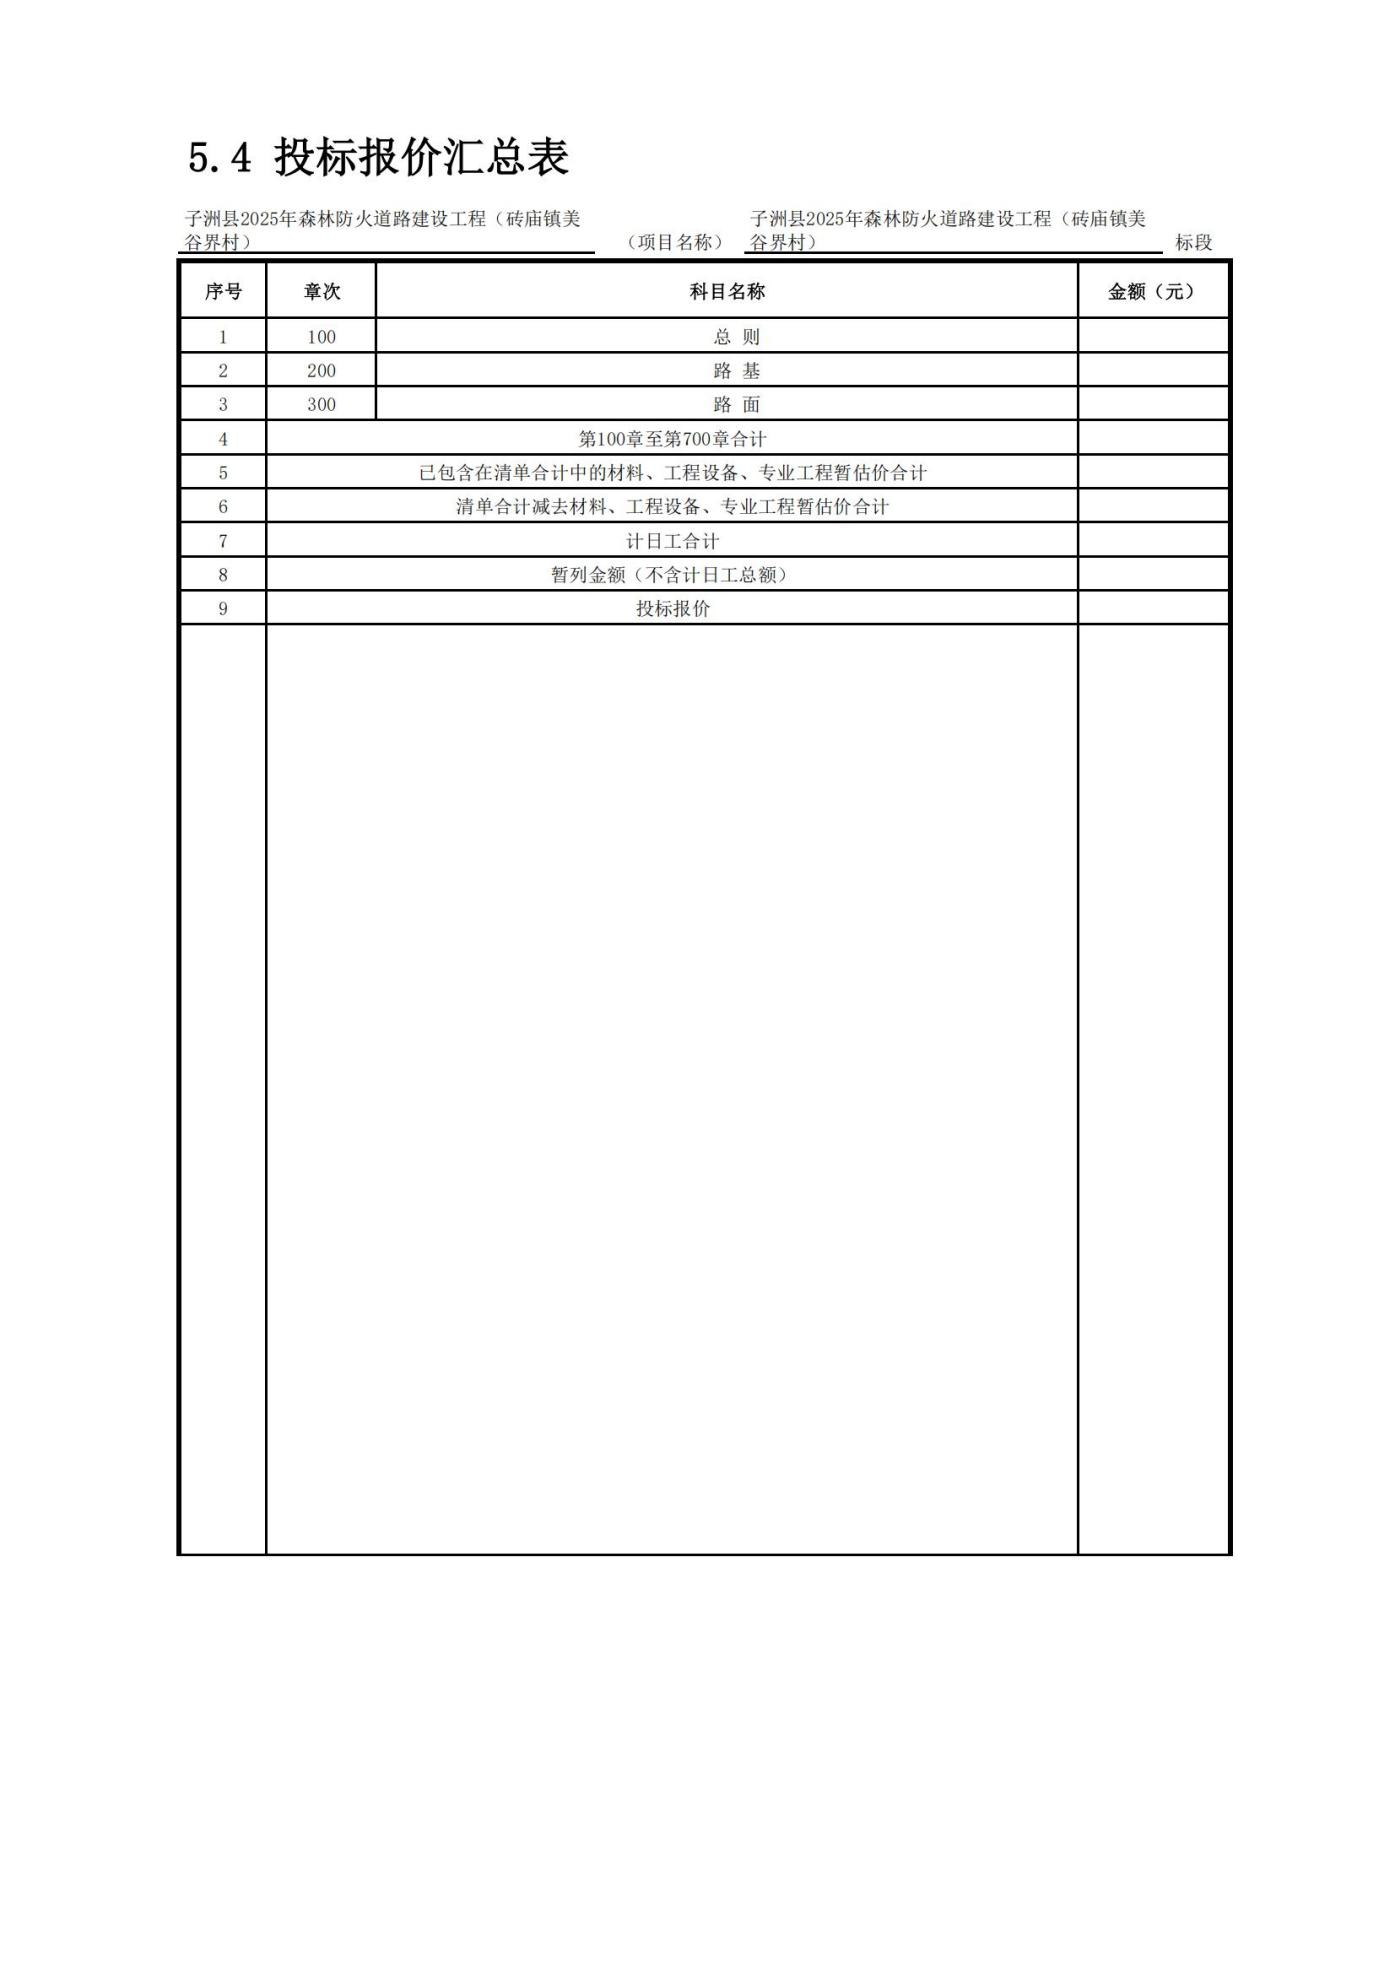 5.4 投标报价汇总表
子洲县2025年森林防火道路建设工程（砖庙镇美 子洲县2025年森林防火道路建设工程（砖庙镇美
谷界村） （项目名称） 谷界村） 标段
序号 章次 科目名称 金额（元）
1 100 总 则
2 200 路 基
3 300 路 面
4 第100章至第700章合计
5 已包含在清单合计中的材料、工程设备、专业工程暂估价合计
6 清单合计减去材料、工程设备、专业工程暂估价合计
7 计日工合计
8 暂列金额（不含计日工总额）
9 投标报价